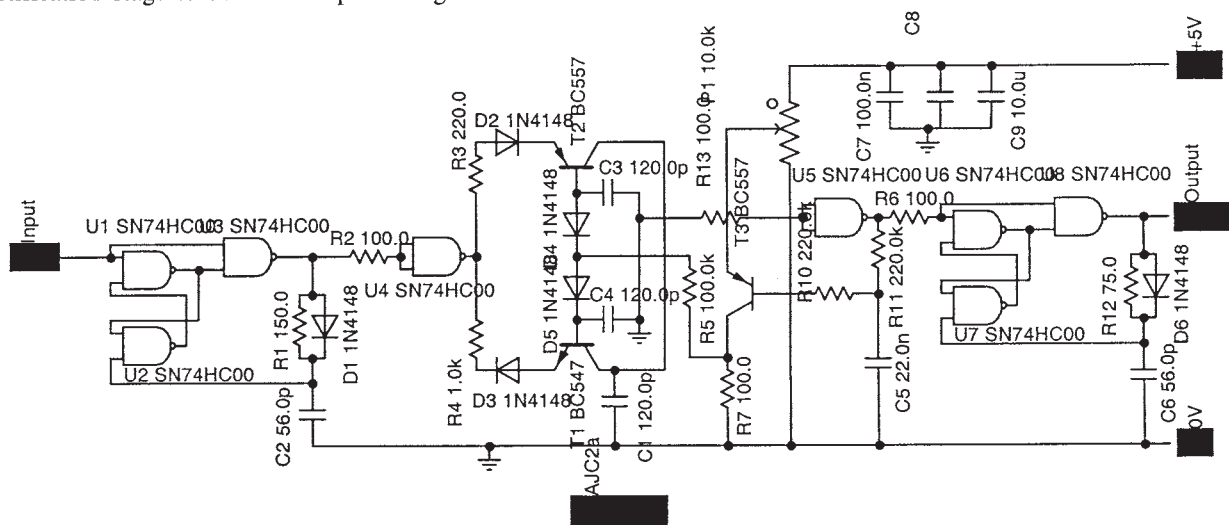 C8
+5V
P1 10.0k
C7 100.0n
C9 10.0u
T2 BC557
D2 1N4148
R3 220.0
C3 120.0p
R13 100.0
U5 SN74HC00
U6 SN74HC00
U8 SN74HC00
Output
Input
U1 SN74HC00
U3 SN74HC00
R2 100.0
U4 SN74HC00
D4 1N4148
T3 BC557
R6 100.0
R10 220.0k
R11 220.0k
R1 150.0
D1 1N4148
D5 1N4148
C4 120.0p
R5 100.0k
U7 SN74HC00
R12 75.0
D6 1N4148
U2 SN74HC00
R4 1.0k
D3 1N4148
C5 22.0n
R7 100.0
C6 56.0p
C2 56.0p
T1 BC547
C1 120.0p
0V
AJC2a